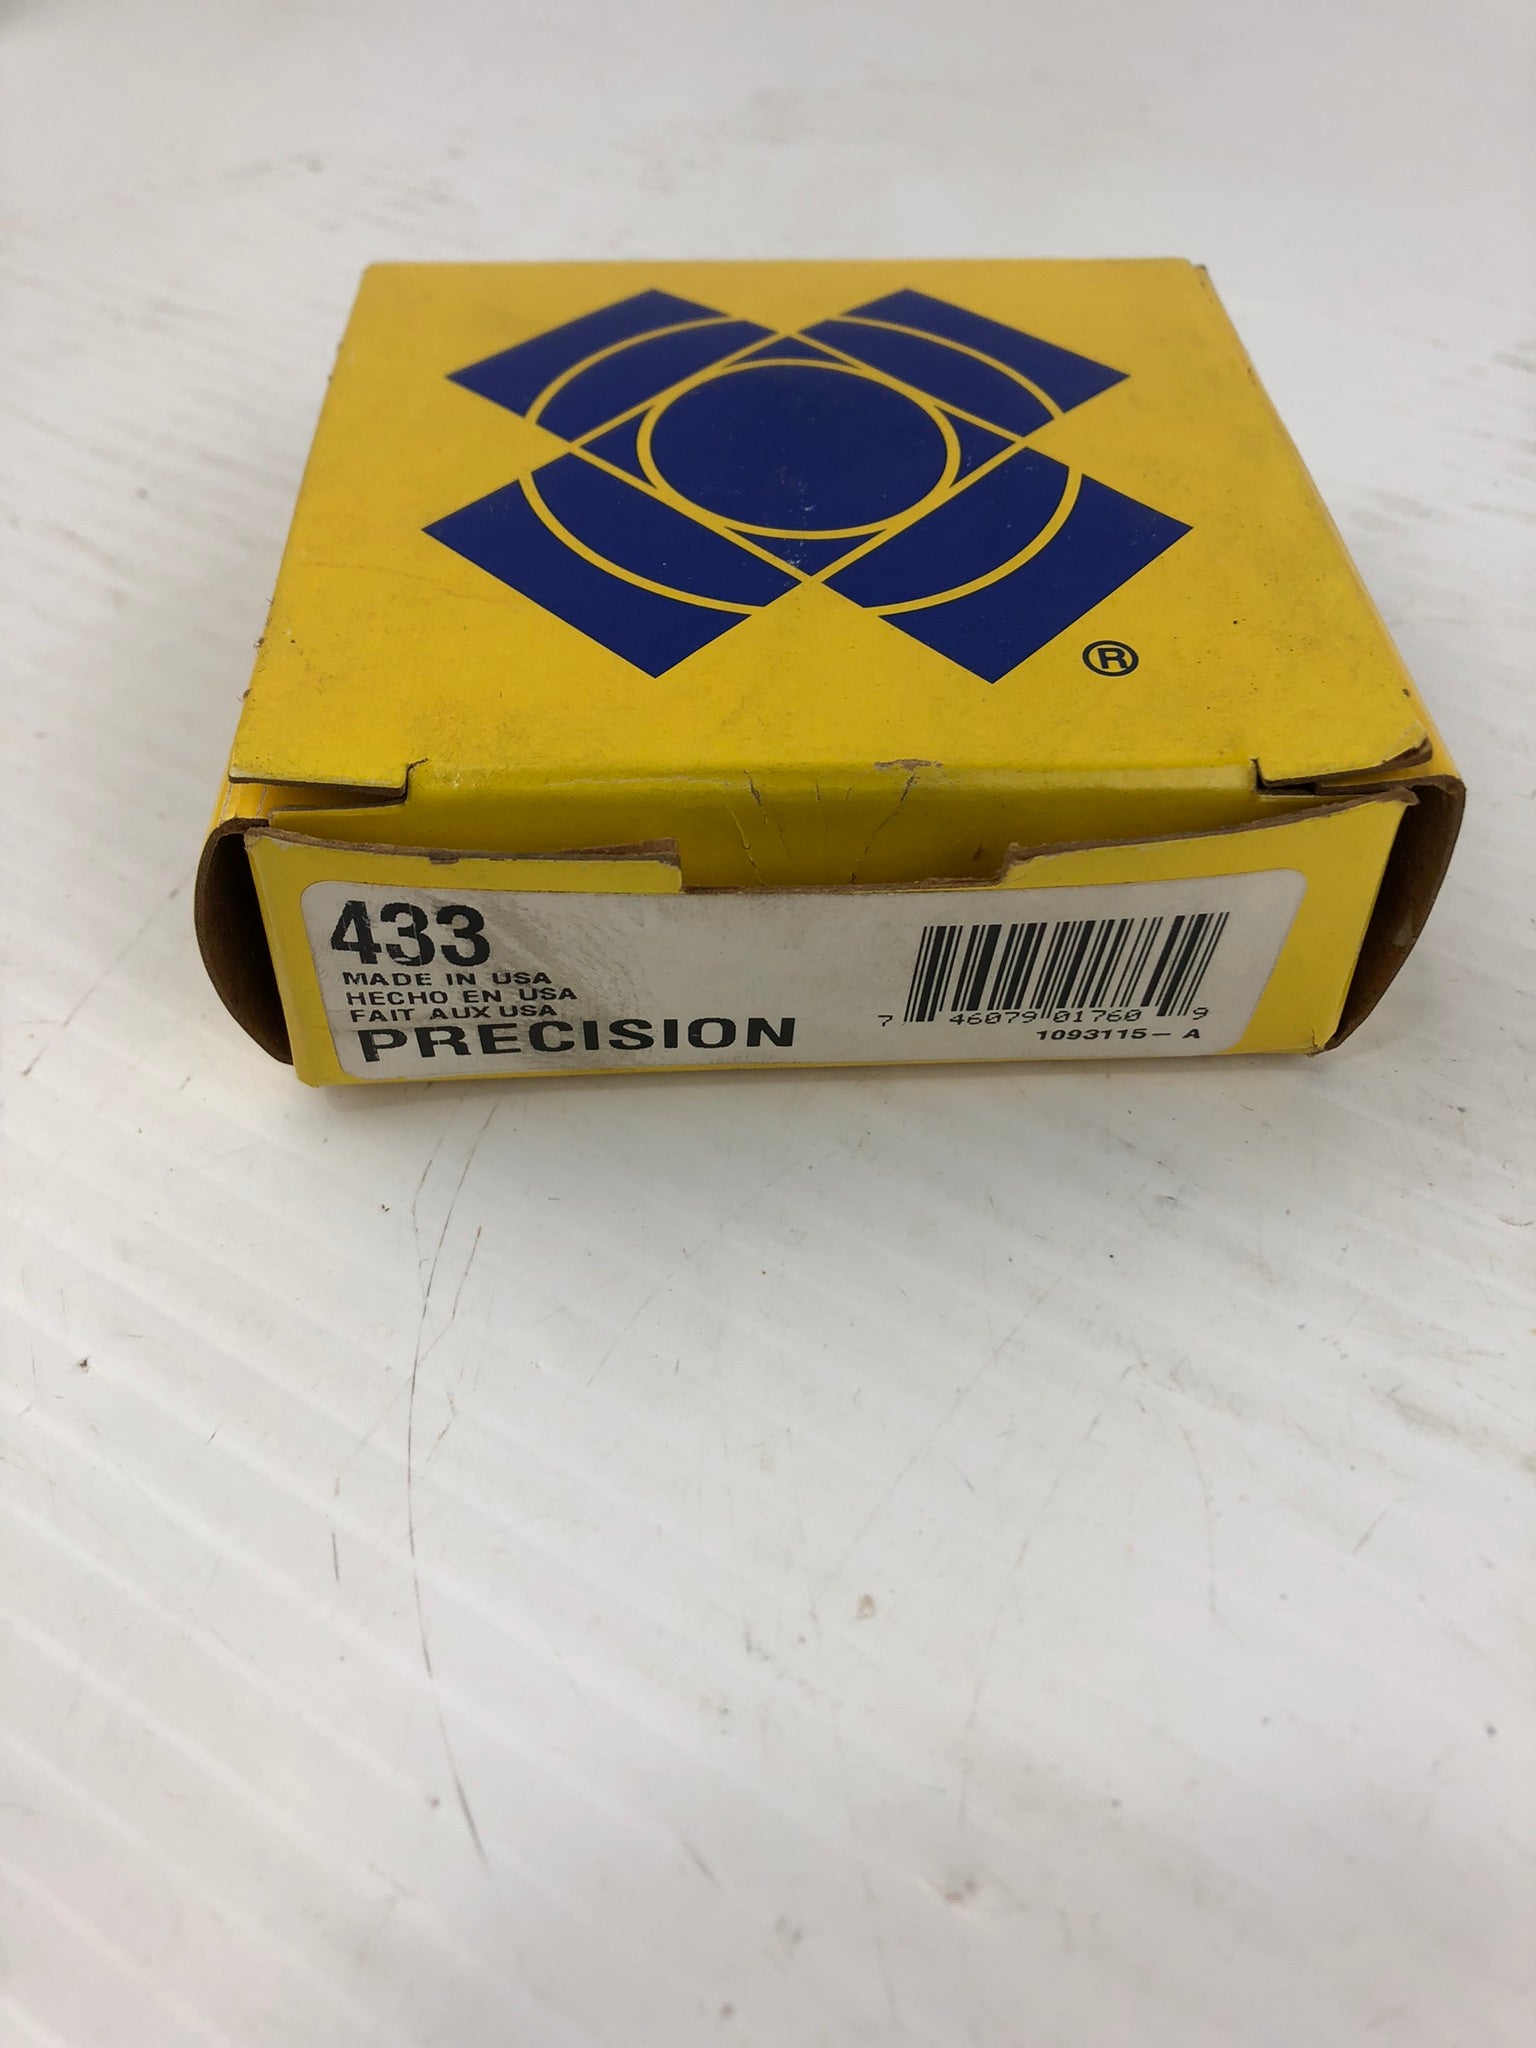 ®
433
MADE IN USA
HECHO EN USA
FAIT AUX USA
PRECISION
7 46079 01760 9
1093115-A